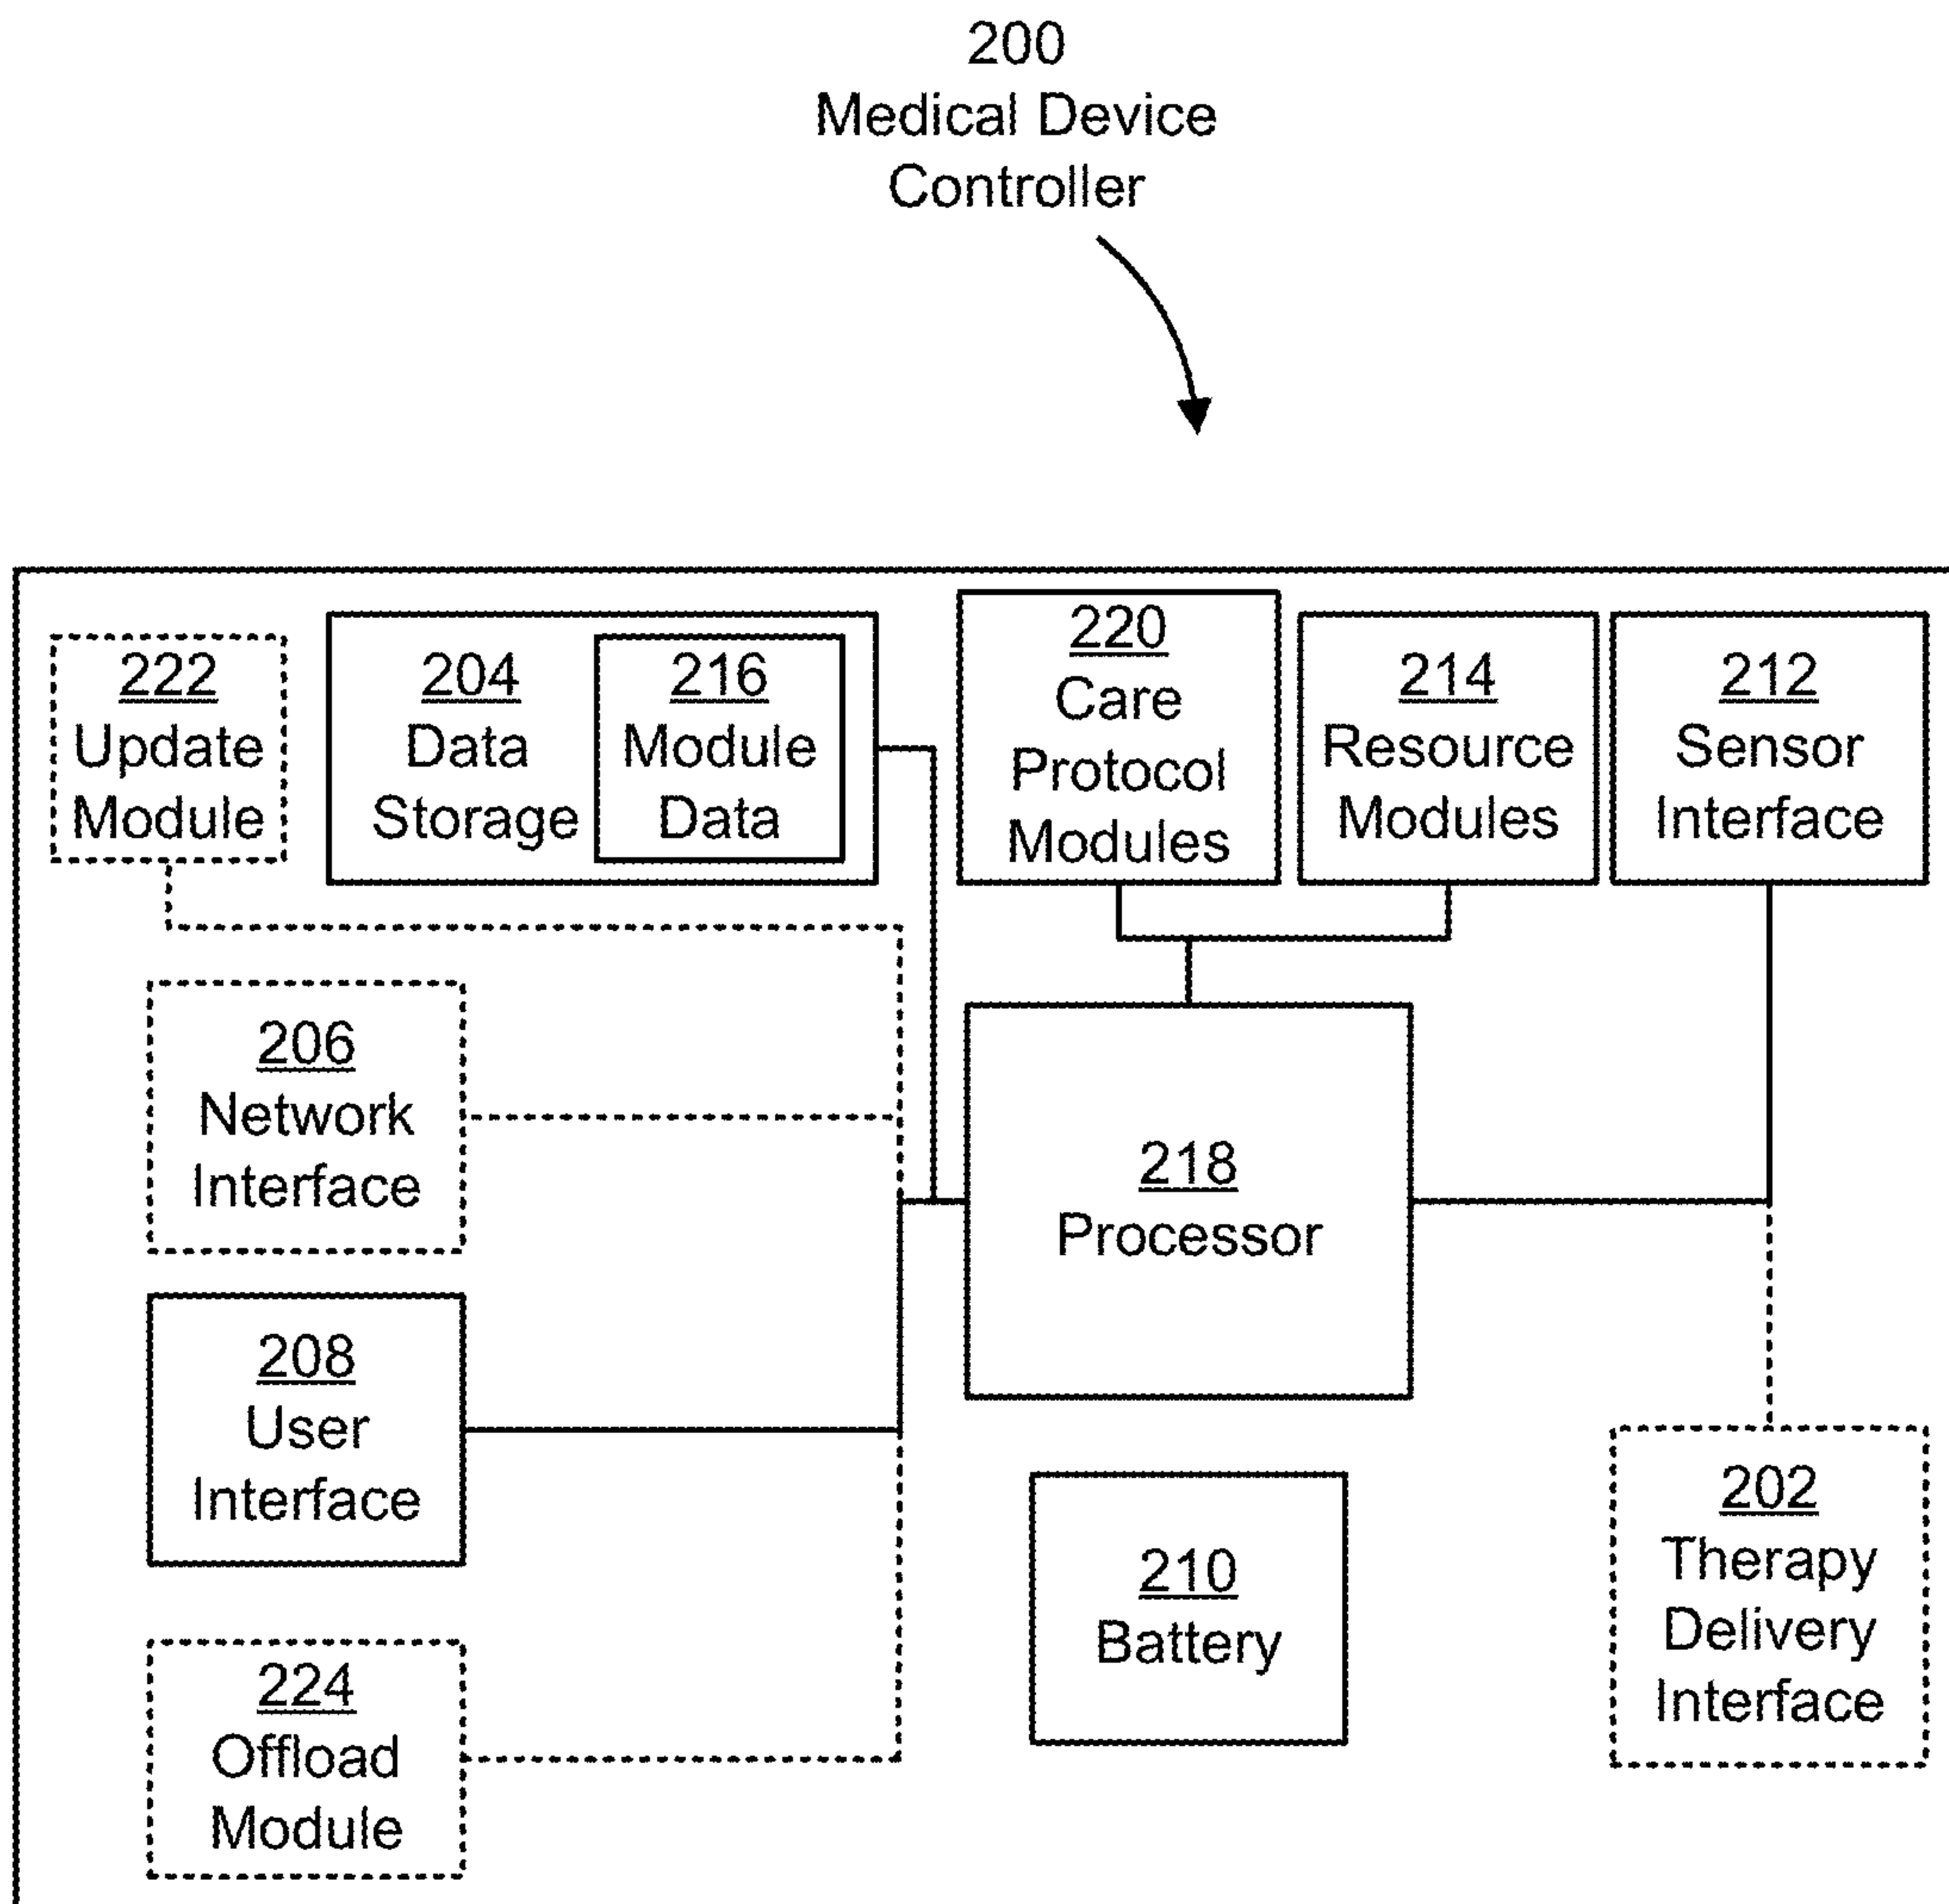 200
Medical Device
Controller
222
Update
Module
204
Data
Storage
216
Module
Data
220
Care
Protocol
Modules
214
Resource
Modules
212
Sensor
Interface
206
Network
Interface
218
Processor
208
User
Interface
210
Battery
202
Therapy
Delivery
Interface
224
Offload
Module